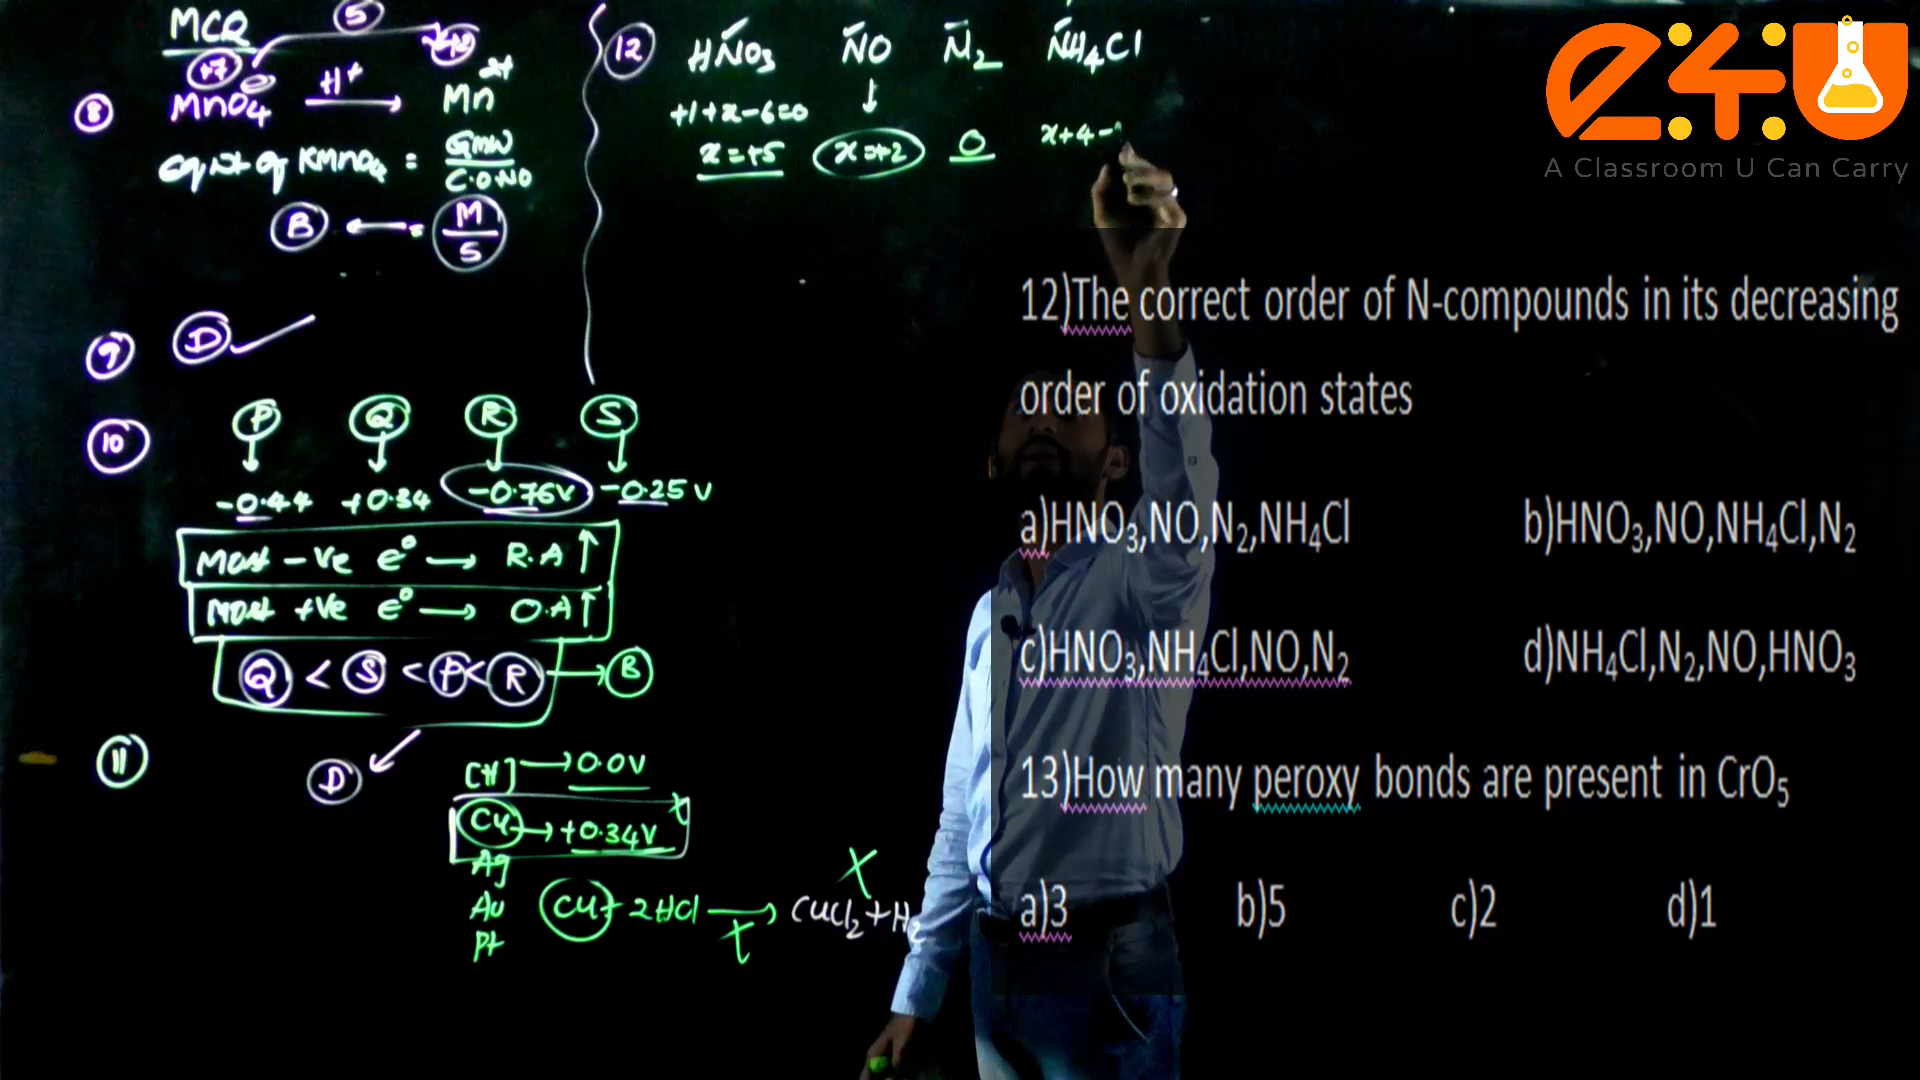 MCQ
5
+7
+2
8
MnO4 H+ → Mn2+
Eq.Wt of KMnO4 = GMW / C.O.NO
B ← = M / 5
9 D ✓
10 P Q R S
-0.44 +0.34 -0.76V -0.25 V
Most -Ve e° → R.A ↑
Most +Ve e° → O.A ↑
Q < S < P < R → B
11 D
[H] → 0.0V
Cu → +0.34V x
Ag
Au
Pt
Cu + 2HCl → CuCl2 + H2
x
X
12 HNO3 NO N2 NH4Cl
+1+x-6=0 ↓
x=+5 x=+2 0 x+4-
e4U
A Classroom U Can Carry
12)The correct order of N-compounds in its decreasing
order of oxidation states
a)HNO3,NO,N2,NH4Cl b)HNO3,NO,NH4Cl,N2
c)HNO3,NH4Cl,NO,N2 d)NH4Cl,N2,NO,HNO3
13)How many peroxy bonds are present in CrO5
a)3 b)5 c)2 d)1